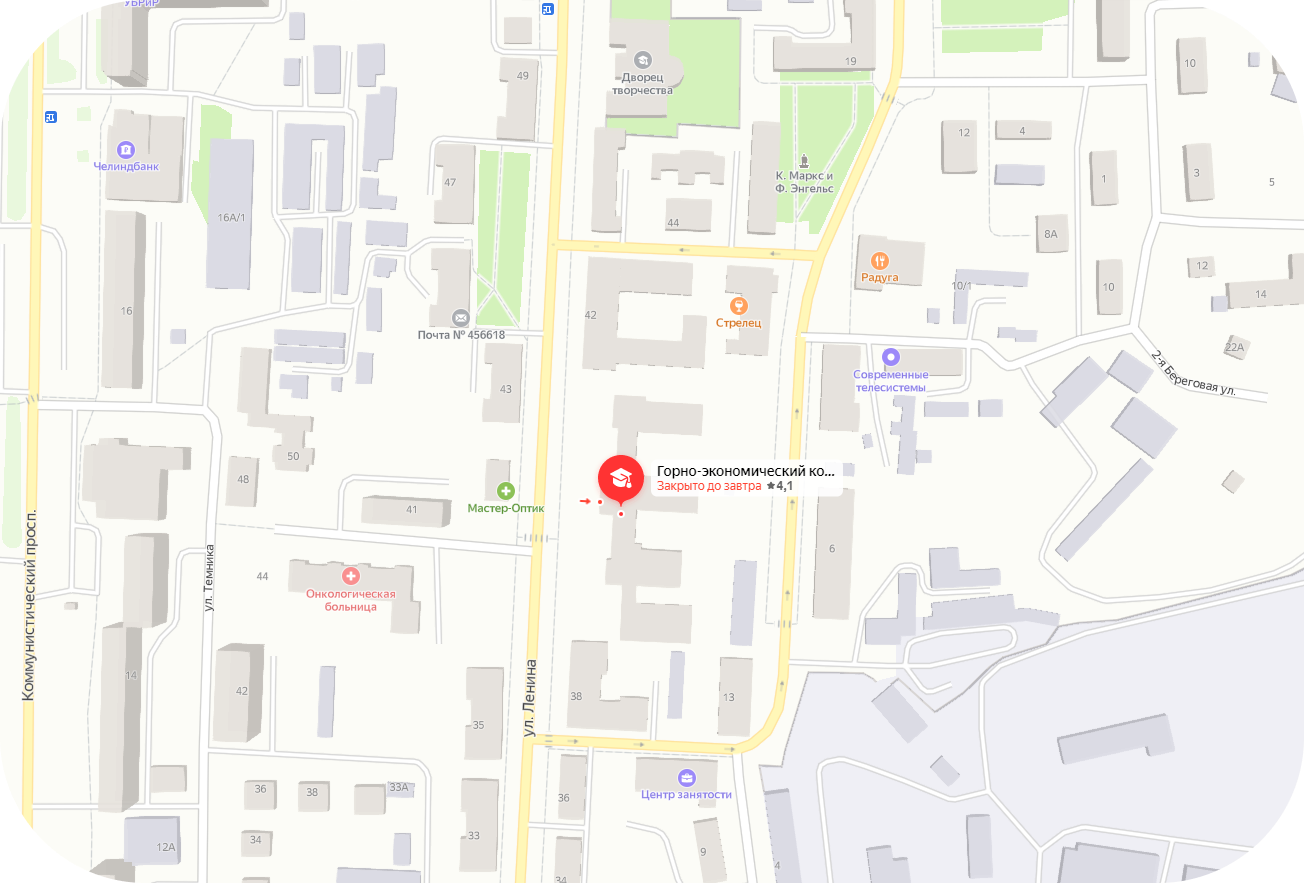 УБРиР
49
Дворец
творчества
19
10
Челиндбанк
12
4
К. Маркс и
Ф. Энгельс
47
1
3
5
16А/1
44
8А
Радуга
12
10/1
10
14
16
42
Стрелец
Почта № 456618
22А
2-я Береговая ул.
Современные
телесистемы
43
50
48
Горно-экономический ко...
Закрыто до завтра ★4,1
Мастер-Оптик
41
Коммунистический просп.
ул. Темника
6
44
Онкологическая
больница
14
42
ул. Ленина
38
13
35
Центр занятости
36
38
33А
36
34
33
12А
9
34
4